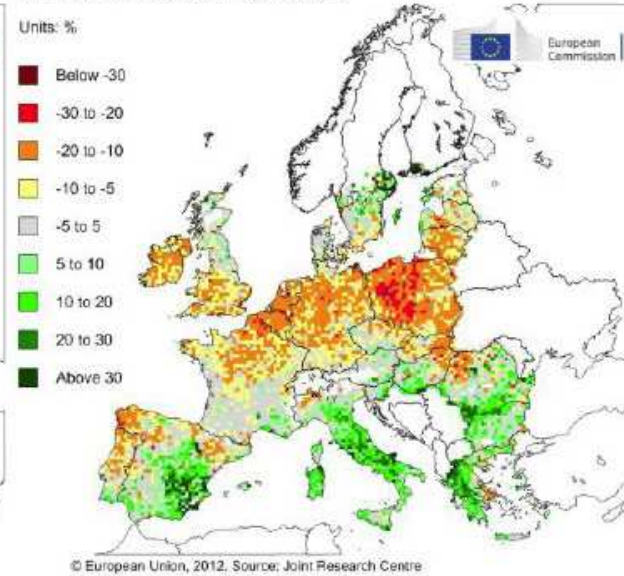 Units: %
European
Commission
Below -30
-30 to -20
-20 to -10
-10 to -5
-5 to 5
5 to 10
10 to 20
20 to 30
Above 30
© European Union, 2012. Source: Joint Research Centre